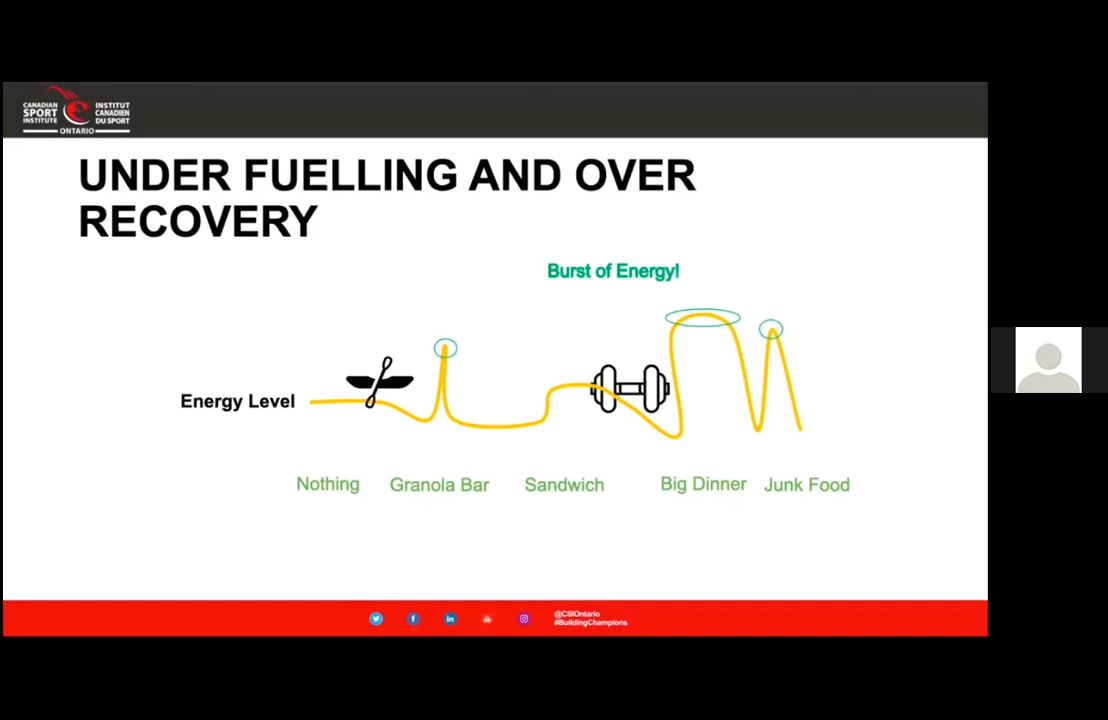 CANADIAN
SPORT
INSTITUTE
INSTITUT
CANADIEN
DU SPORT
ONTARIO
UNDER FUELLING AND OVER
RECOVERY
Burst of Energy!
Energy Level
Nothing
Granola Bar
Sandwich
Big Dinner
Junk Food
@CSIOntario
#BuildingChampions